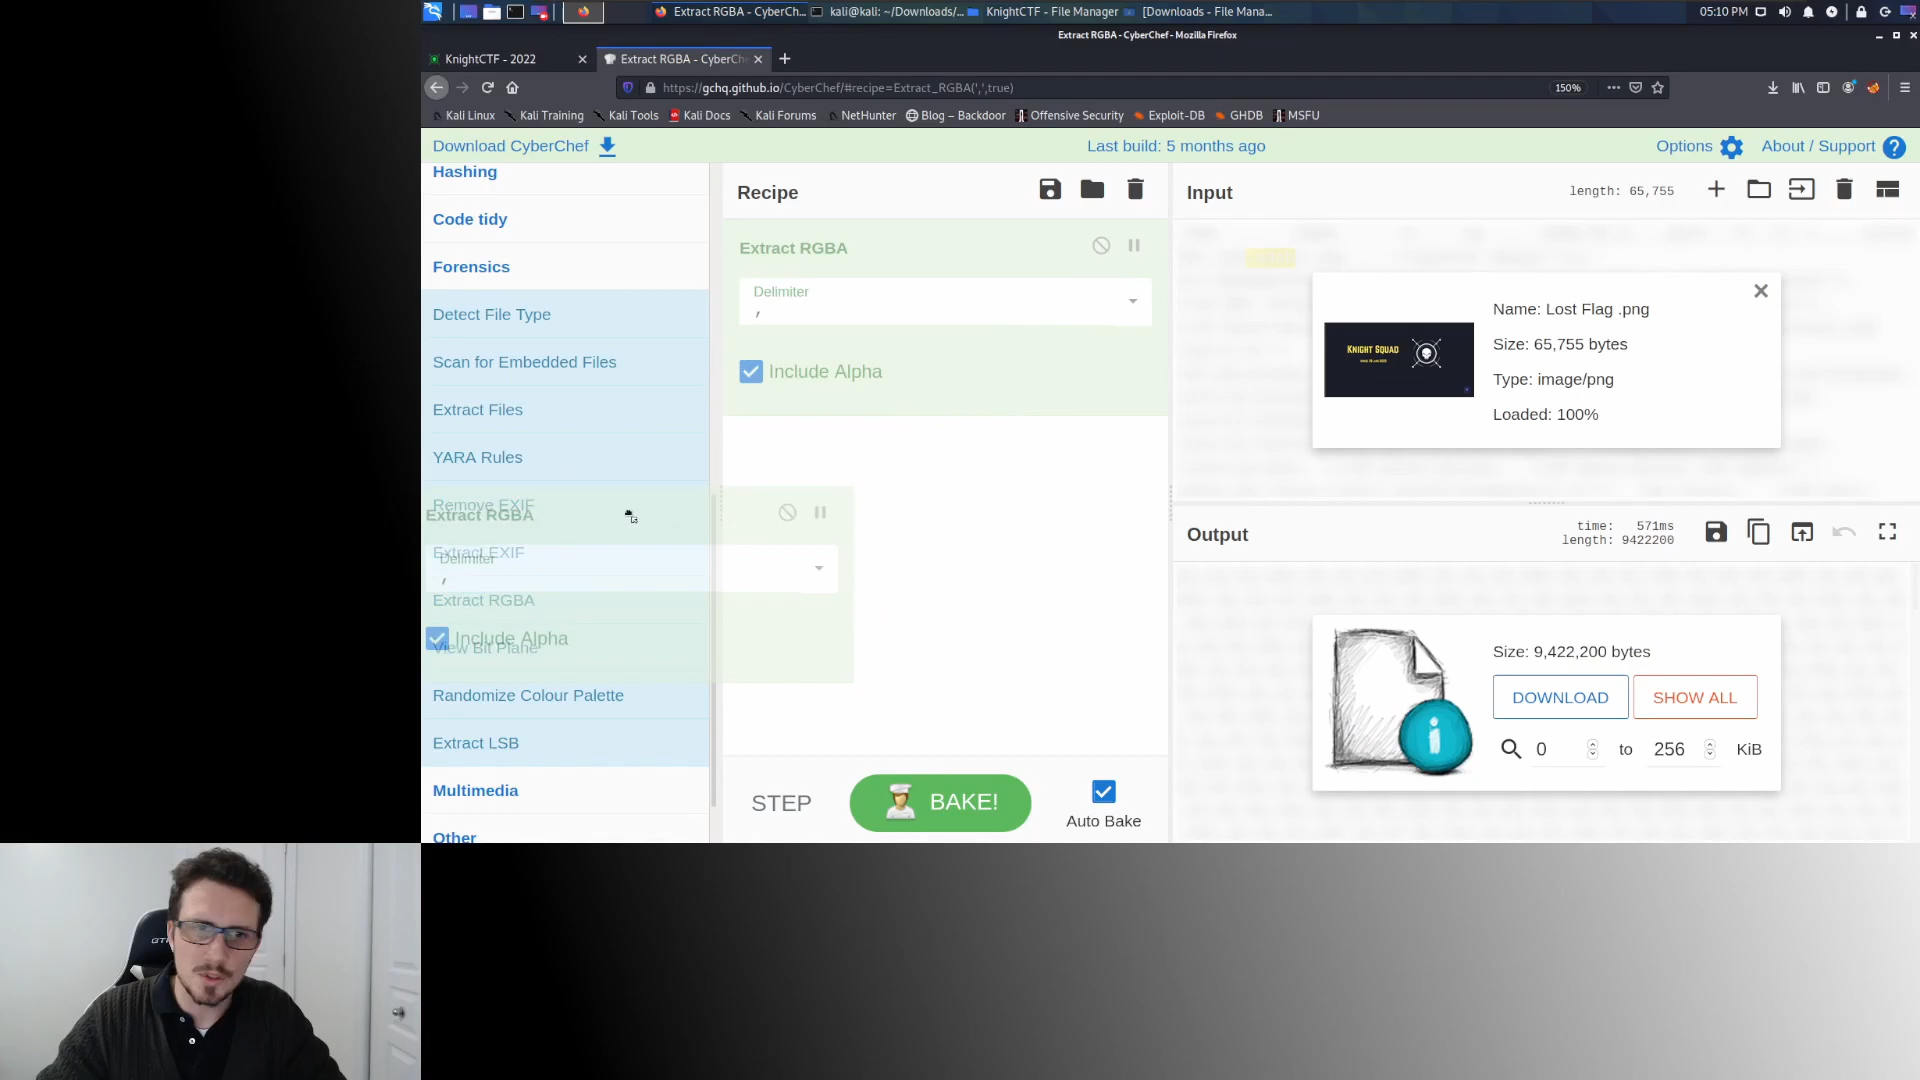 Extract RGBA - CyberCh...
kali@kali: ~/Downloads/...
KnightCTF - File Manager
[Downloads - File Mana...
05:10 PM
Extract RGBA - CyberChef - Mozilla Firefox
KnightCTF - 2022
Extract RGBA - CyberChe
https://gchq.github.io/CyberChef/#recipe=Extract_RGBA(',',true)
150%
Kali Linux
Kali Training
Kali Tools
Kali Docs
Kali Forums
NetHunter
Blog – Backdoor
Offensive Security
Exploit-DB
GHDB
MSFU
Download CyberChef
Last build: 5 months ago
Options
About / Support
Hashing
Code tidy
Forensics
Detect File Type
Scan for Embedded Files
Extract Files
YARA Rules
Remove EXIF
Extract RGBA
Extract EXIF
Delimiter
,
Extract RGBA
Include Alpha
View Bit Plane
Randomize Colour Palette
Extract LSB
Multimedia
Other
Recipe
Extract RGBA
Delimiter
,
Include Alpha
STEP
BAKE!
Auto Bake
Input
length: 65,755
KNIGHT SQUAD
Name: Lost Flag .png
Size: 65,755 bytes
Type: image/png
Loaded: 100%
Output
time: 571ms
length: 9422200
Size: 9,422,200 bytes
DOWNLOAD
SHOW ALL
0 to 256 KiB